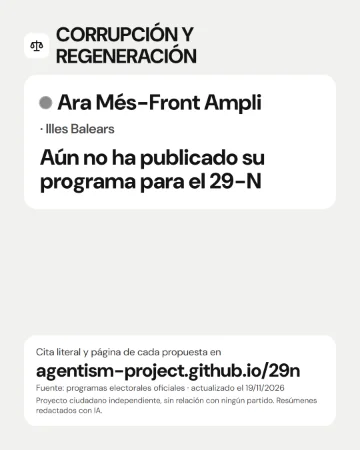 CORRUPCIÓN Y
REGENERACIÓN
Ara Més-Front Ampli
· Illes Balears
Aún no ha publicado su
programa para el 29-N
Cita literal y página de cada propuesta en
agentism-project.github.io/29n
Fuente: programas electorales oficiales · actualizado el 19/11/2026
Proyecto ciudadano independiente, sin relación con ningún partido. Resúmenes
redactados con IA.